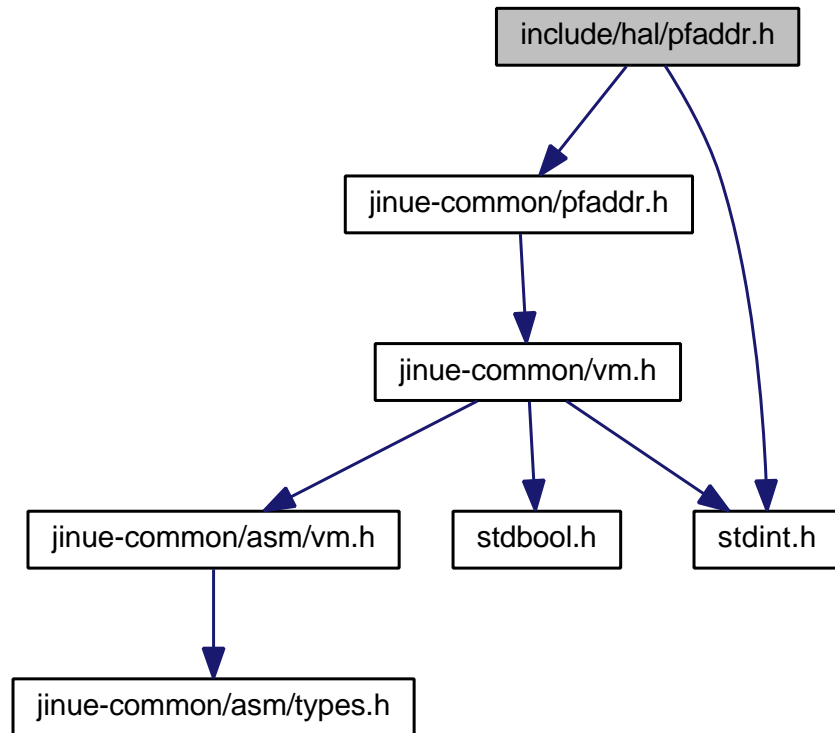 include/hal/pfaddr.h
jinue-common/pfaddr.h
jinue-common/vm.h
jinue-common/asm/vm.h
stdbool.h
stdint.h
jinue-common/asm/types.h